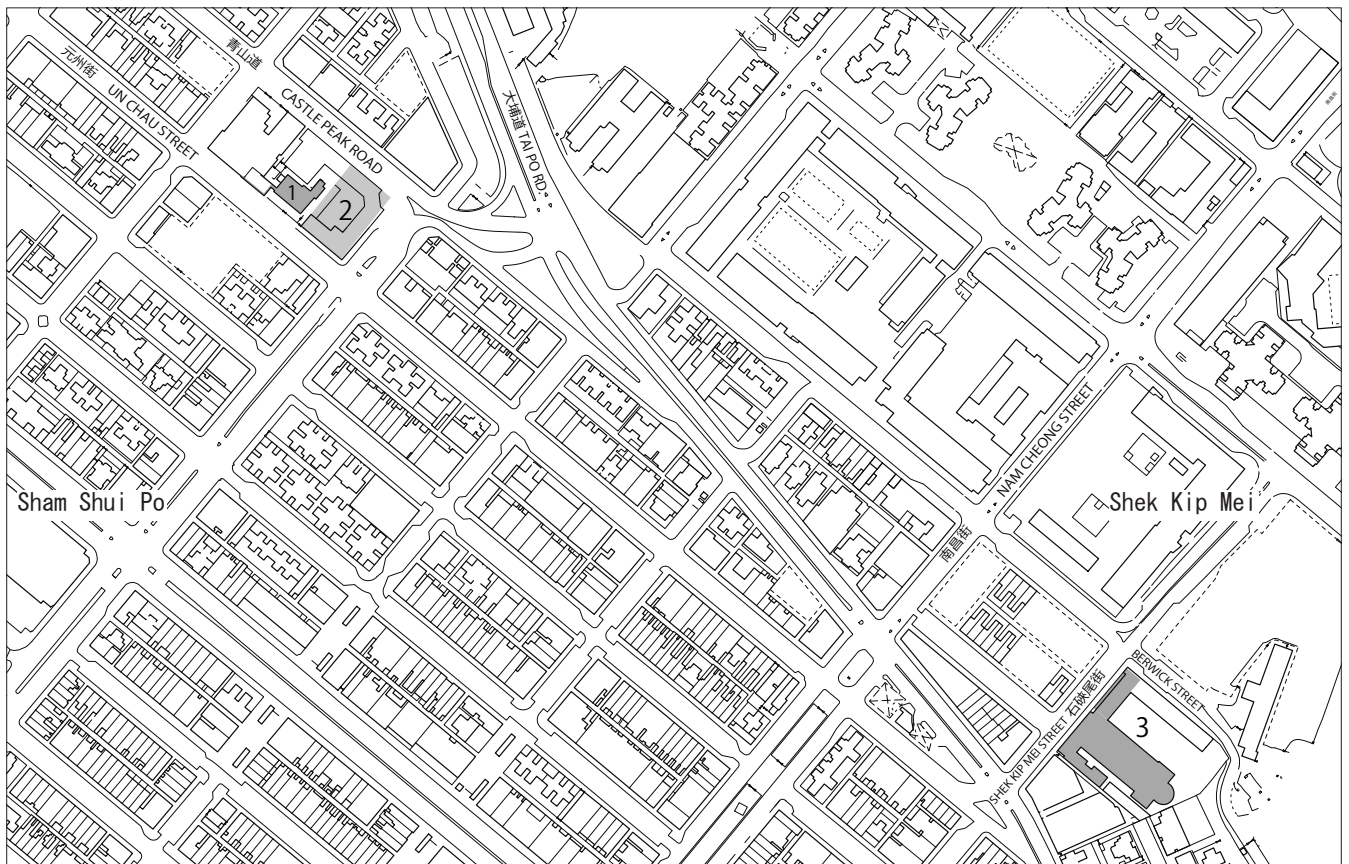 元州街
UN CHAU STREET
青山道
CASTLE PEAK ROAD
大埔道 TAI PO RD.
1
2
NAM CHEONG STREET
南昌街
Sham Shui Po
Shek Kip Mei
BERWICK STREET
SHEK KIP MEI STREET 石硤尾街
3